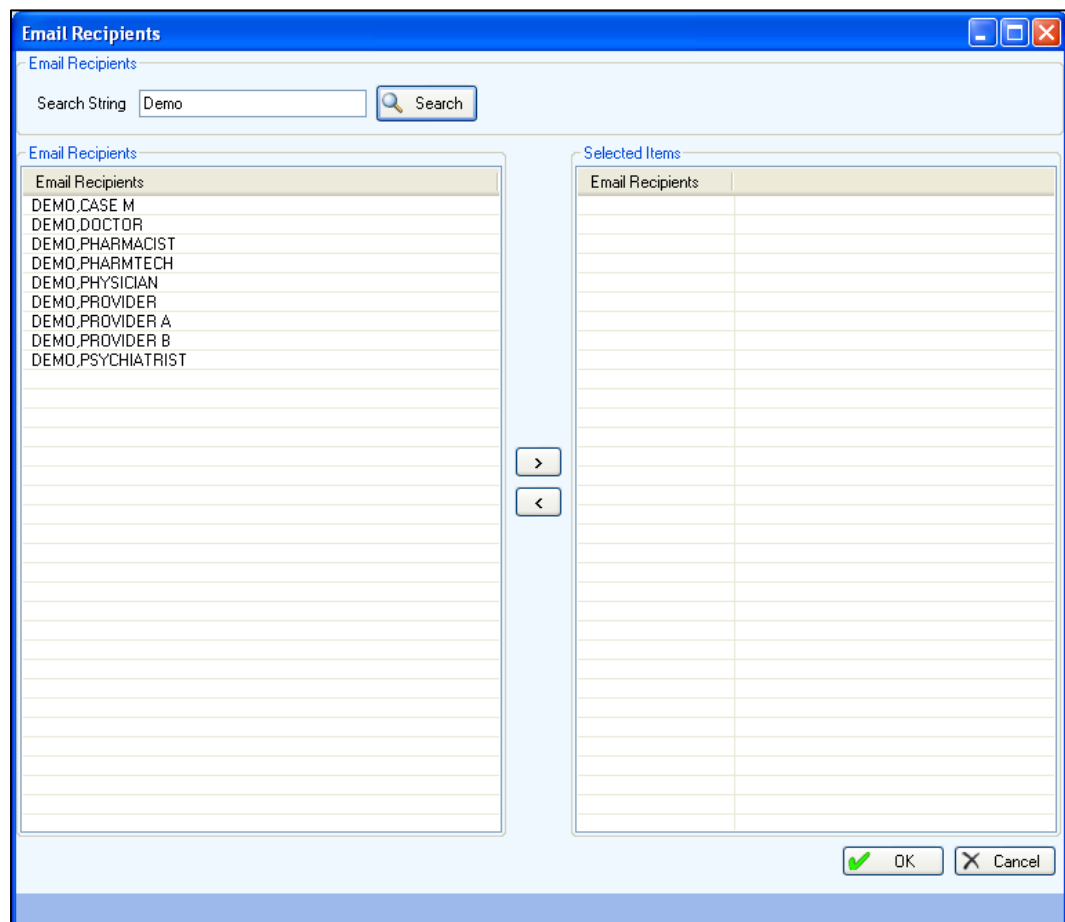 Email Recipients
Email Recipients
Search String Demo Search
Email Recipients
Email Recipients
DEMO,CASE M
DEMO,DOCTOR
DEMO,PHARMACIST
DEMO,PHARMTECH
DEMO,PHYSICIAN
DEMO,PROVIDER
DEMO,PROVIDER A
DEMO,PROVIDER B
DEMO,PSYCHIATRIST
>
<
Selected Items
Email Recipients
OK Cancel